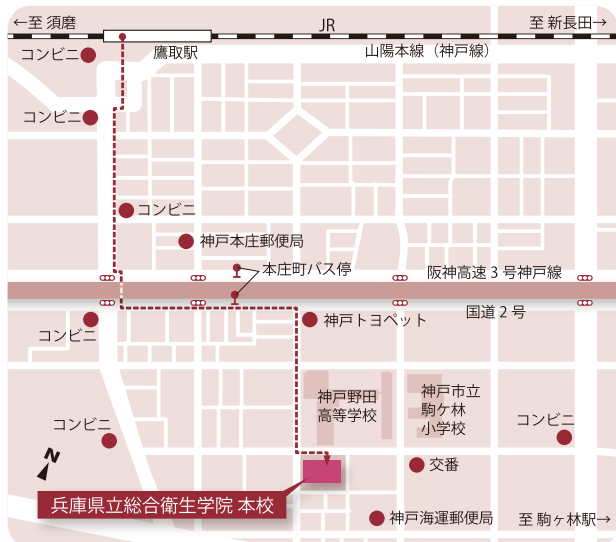 ←至 須磨
JR
至 新長田→
コンビニ
鷹取駅
山陽本線（神戸線）
コンビニ
コンビニ
神戸本庄郵便局
本庄町バス停
阪神高速3号神戸線
国道2号
コンビニ
神戸トヨペット
神戸野田
高等学校
神戸市立
駒ケ林
小学校
コンビニ
コンビニ
交番
N
兵庫県立総合衛生学院 本校
神戸海運郵便局
至 駒ヶ林駅→